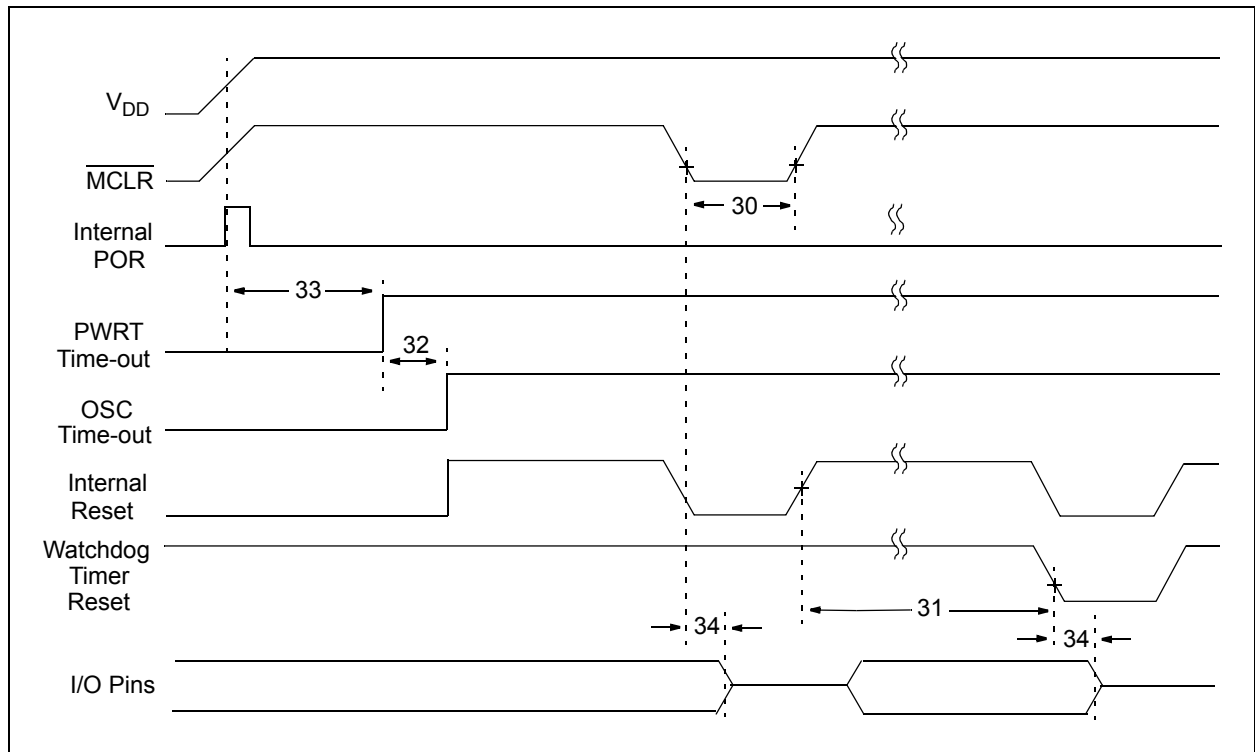 VDD
MCLR
30
Internal
POR
33
PWRT
Time-out
32
OSC
Time-out
Internal
Reset
Watchdog
Timer
Reset
31
34
34
I/O Pins